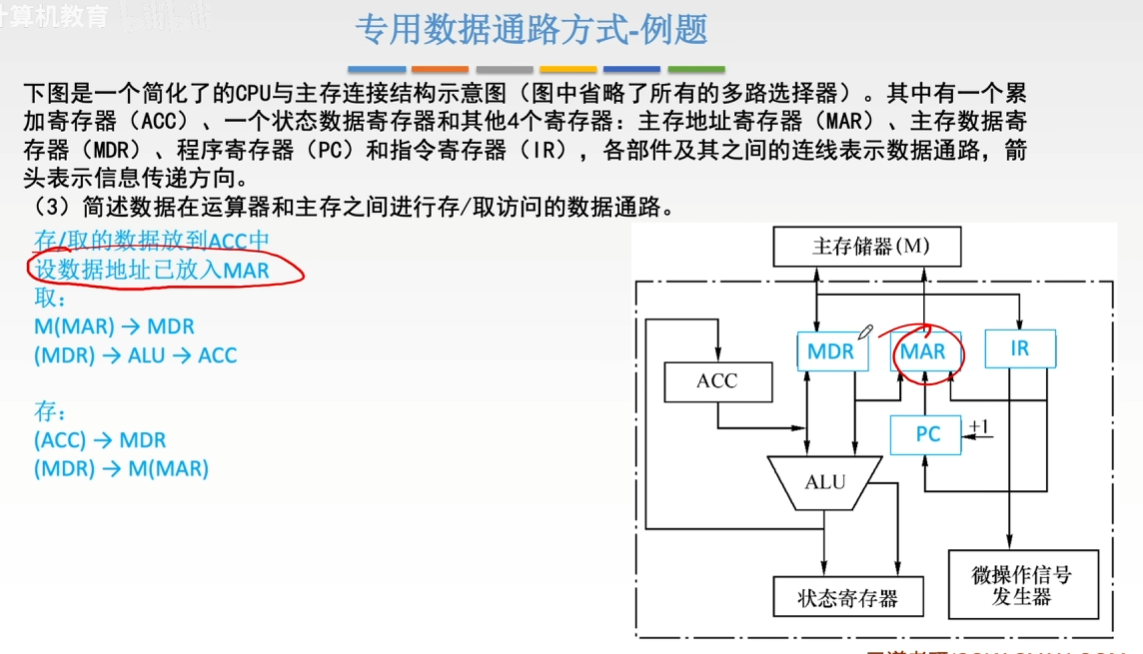 算机教育
专用数据通路方式-例题
下图是一个简化了的CPU与主存连接结构示意图（图中省略了所有的多路选择器）。其中有一个累
加寄存器（ACC）、一个状态数据寄存器和其他4个寄存器：主存地址寄存器（MAR）、主存数据寄
存器（MDR）、程序寄存器（PC）和指令寄存器（IR），各部件及其之间的连线表示数据通路，箭
头表示信息传递方向。
（3）简述数据在运算器和主存之间进行存/取访问的数据通路。
存/取的数据放到ACC中
设数据地址已放入MAR
取：
M(MAR) → MDR
(MDR) → ALU → ACC
存：
(ACC) → MDR
(MDR) → M(MAR)
主存储器(M)
MDR
MAR
IR
ACC
PC
+1
ALU
状态寄存器
微操作信号
发生器